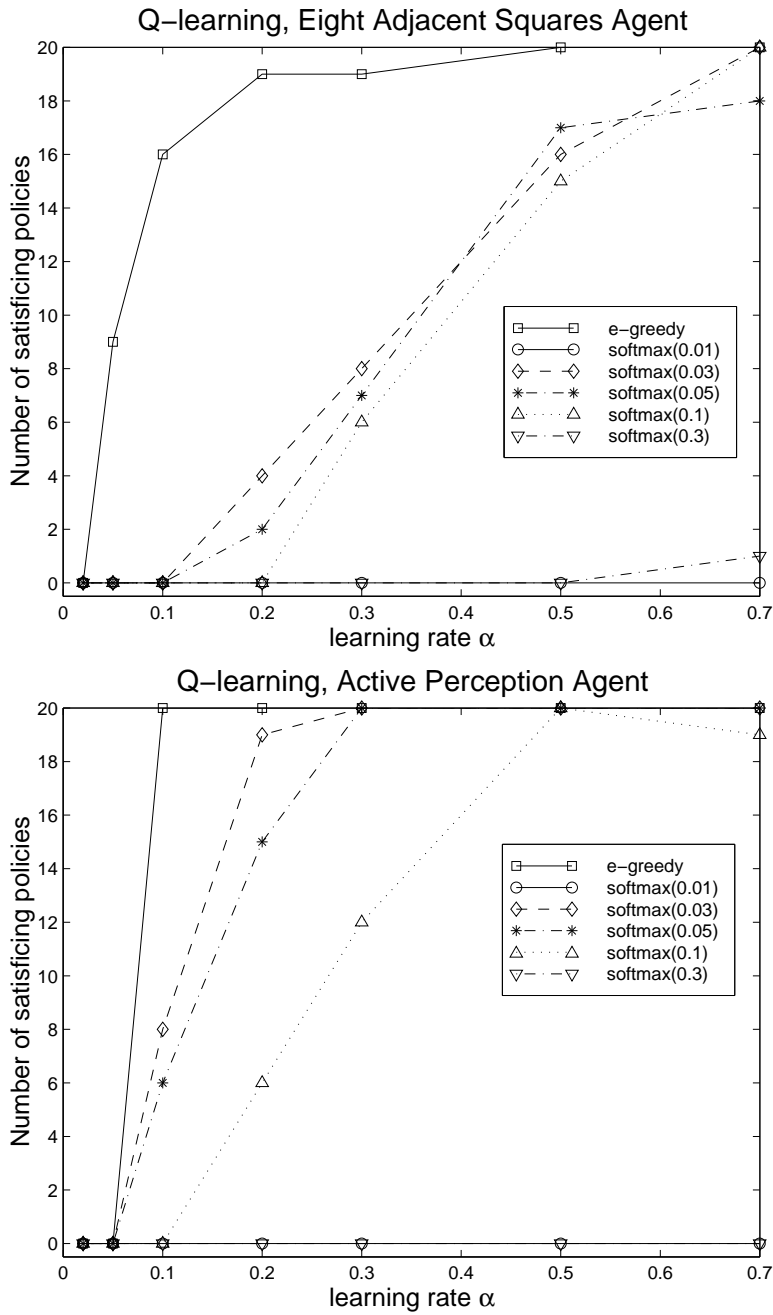 Q−learning, Eight Adjacent Squares Agent
20
18
16
14
12
10
8
6
4
2
0
Number of satisficing policies
e−greedy
softmax(0.01)
softmax(0.03)
softmax(0.05)
softmax(0.1)
softmax(0.3)
0 0.1 0.2 0.3 0.4 0.5 0.6 0.7
learning rate α
Q−learning, Active Perception Agent
20
18
16
14
12
10
8
6
4
2
0
Number of satisficing policies
e−greedy
softmax(0.01)
softmax(0.03)
softmax(0.05)
softmax(0.1)
softmax(0.3)
0 0.1 0.2 0.3 0.4 0.5 0.6 0.7
learning rate α